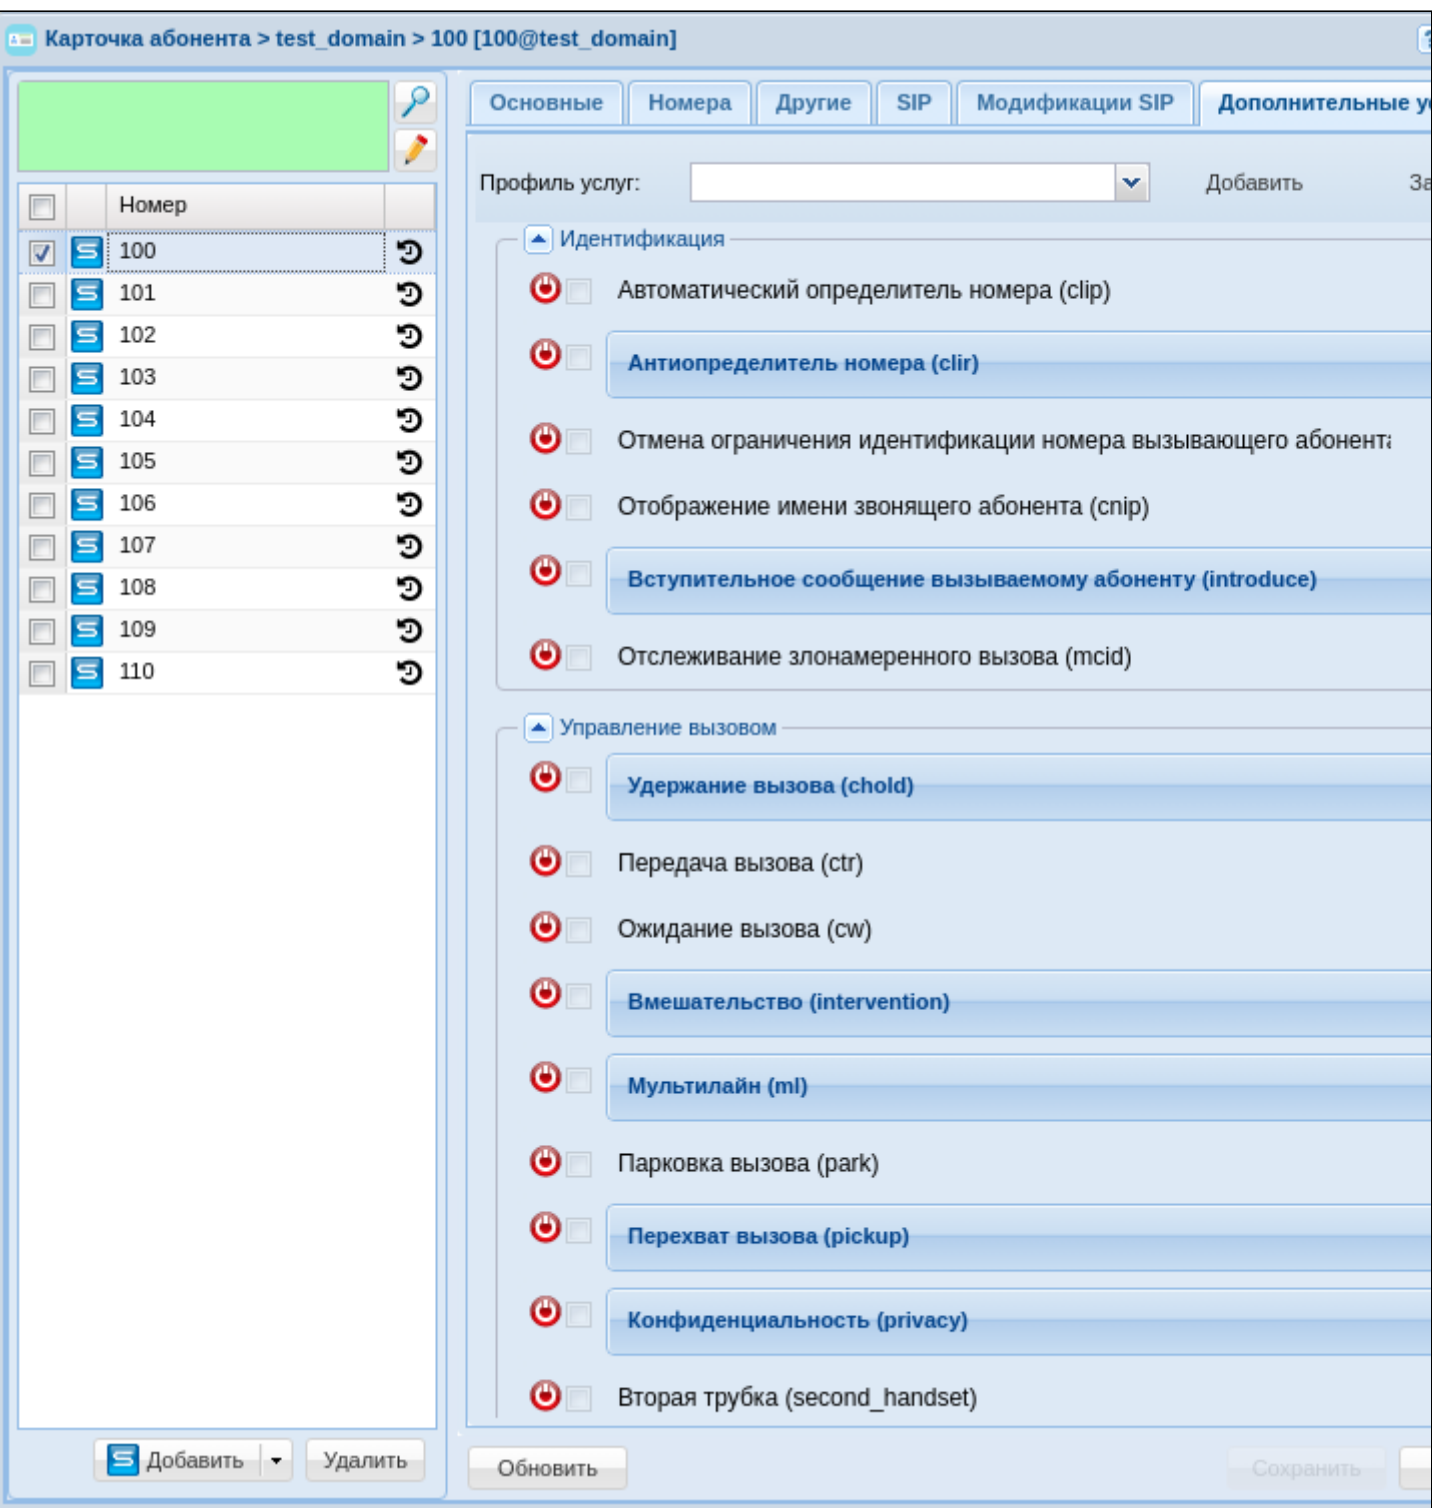 Карточка абонента > test_domain > 100 [100@test_domain]
Основные Номера Другие SIP Модификации SIP Дополнительные
Профиль услуг: Добавить
Номер
100
101
102
103
104
105
106
107
108
109
110
Идентификация
Автоматический определитель номера (clip)
Антиопределитель номера (clir)
Отмена ограничения идентификации номера вызывающего абонента
Отображение имени звонящего абонента (cnip)
Вступительное сообщение вызываемому абоненту (introduce)
Отслеживание злонамеренного вызова (mcid)
Управление вызовом
Удержание вызова (chold)
Передача вызова (ctr)
Ожидание вызова (cw)
Вмешательство (intervention)
Мультилайн (ml)
Парковка вызова (park)
Перехват вызова (pickup)
Конфиденциальность (privacy)
Вторая трубка (second_handset)
Добавить Удалить
Обновить Сохранить